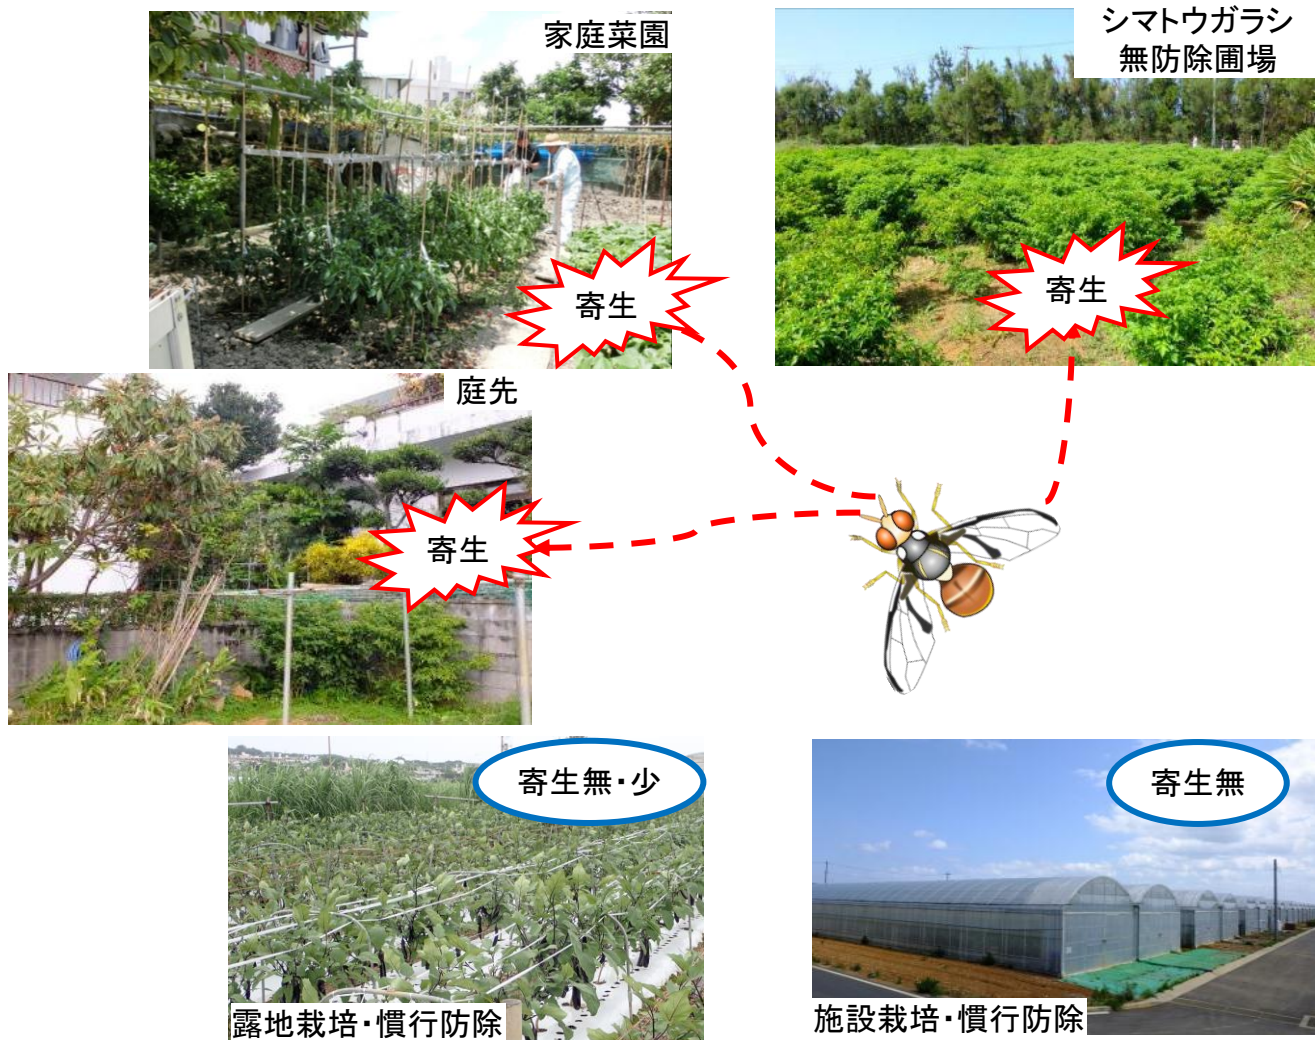 家庭菜園
シマトウガラシ
無防除圃場
寄生
寄生
庭先
寄生
寄生無・少
寄生無
露地栽培・慣行防除
施設栽培・慣行防除